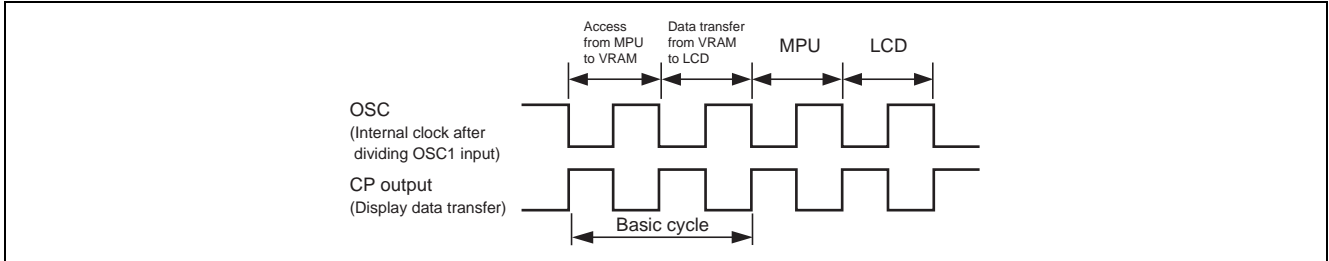 Access
from MPU
to VRAM
Data transfer
from VRAM
to LCD
MPU
LCD
OSC
(Internal clock after
dividing OSC1 input)
CP output
(Display data transfer)
Basic cycle